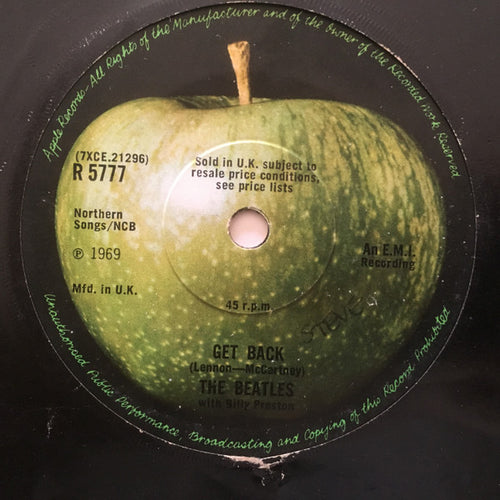 Apple Records · All Rights of the Manufacturer and of the Owner of the Recorded Work Reserved
(7XCE.21296)
R 5777
Sold in U.K. subject to
resale price conditions,
see price lists
Northern
Songs/NCB
℗ 1969
An E.M.I.
Recording
Mfd. in U.K.
45 r.p.m.
STEVE
GET BACK
(Lennon—McCartney)
THE BEATLES
with Billy Preston
Unauthorised Public Performance, Broadcasting and Copying of this Record Prohibited